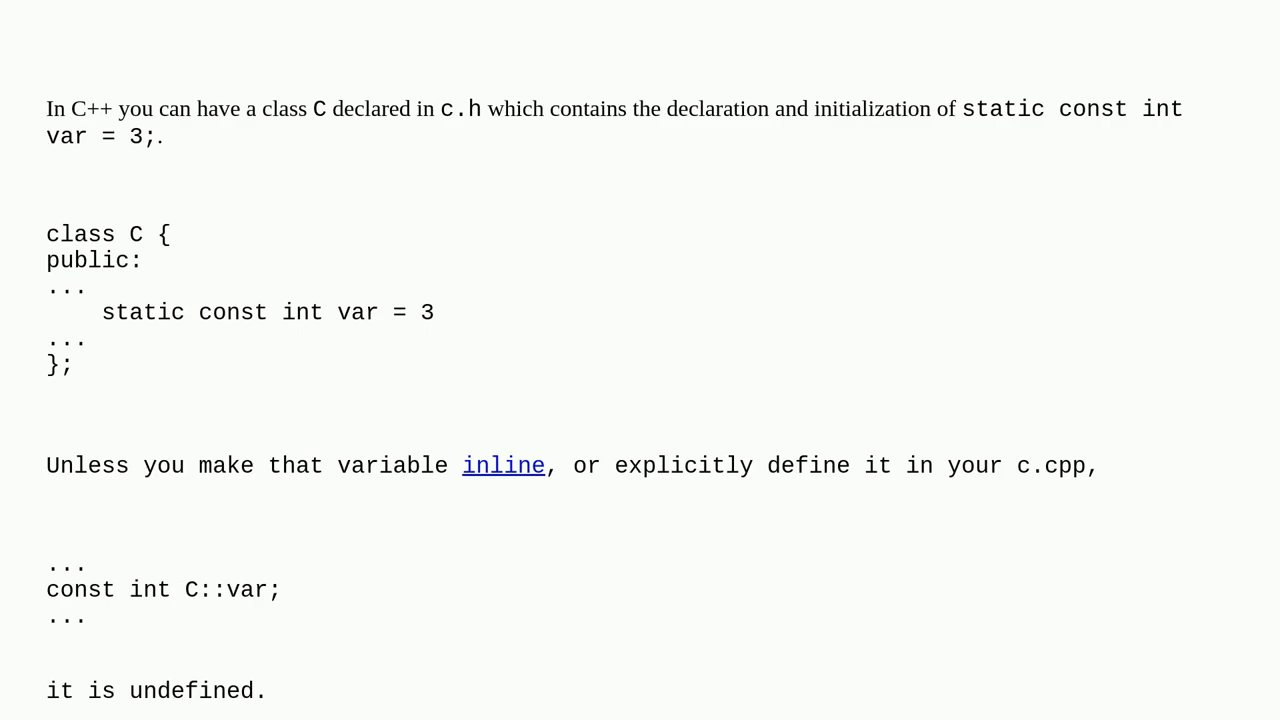 In C++ you can have a class C declared in c.h which contains the declaration and initialization of static const int
var = 3;.
class C {
public:
...
    static const int var = 3
...
};
Unless you make that variable inline, or explicitly define it in your c.cpp,
...
const int C::var;
...
it is undefined.